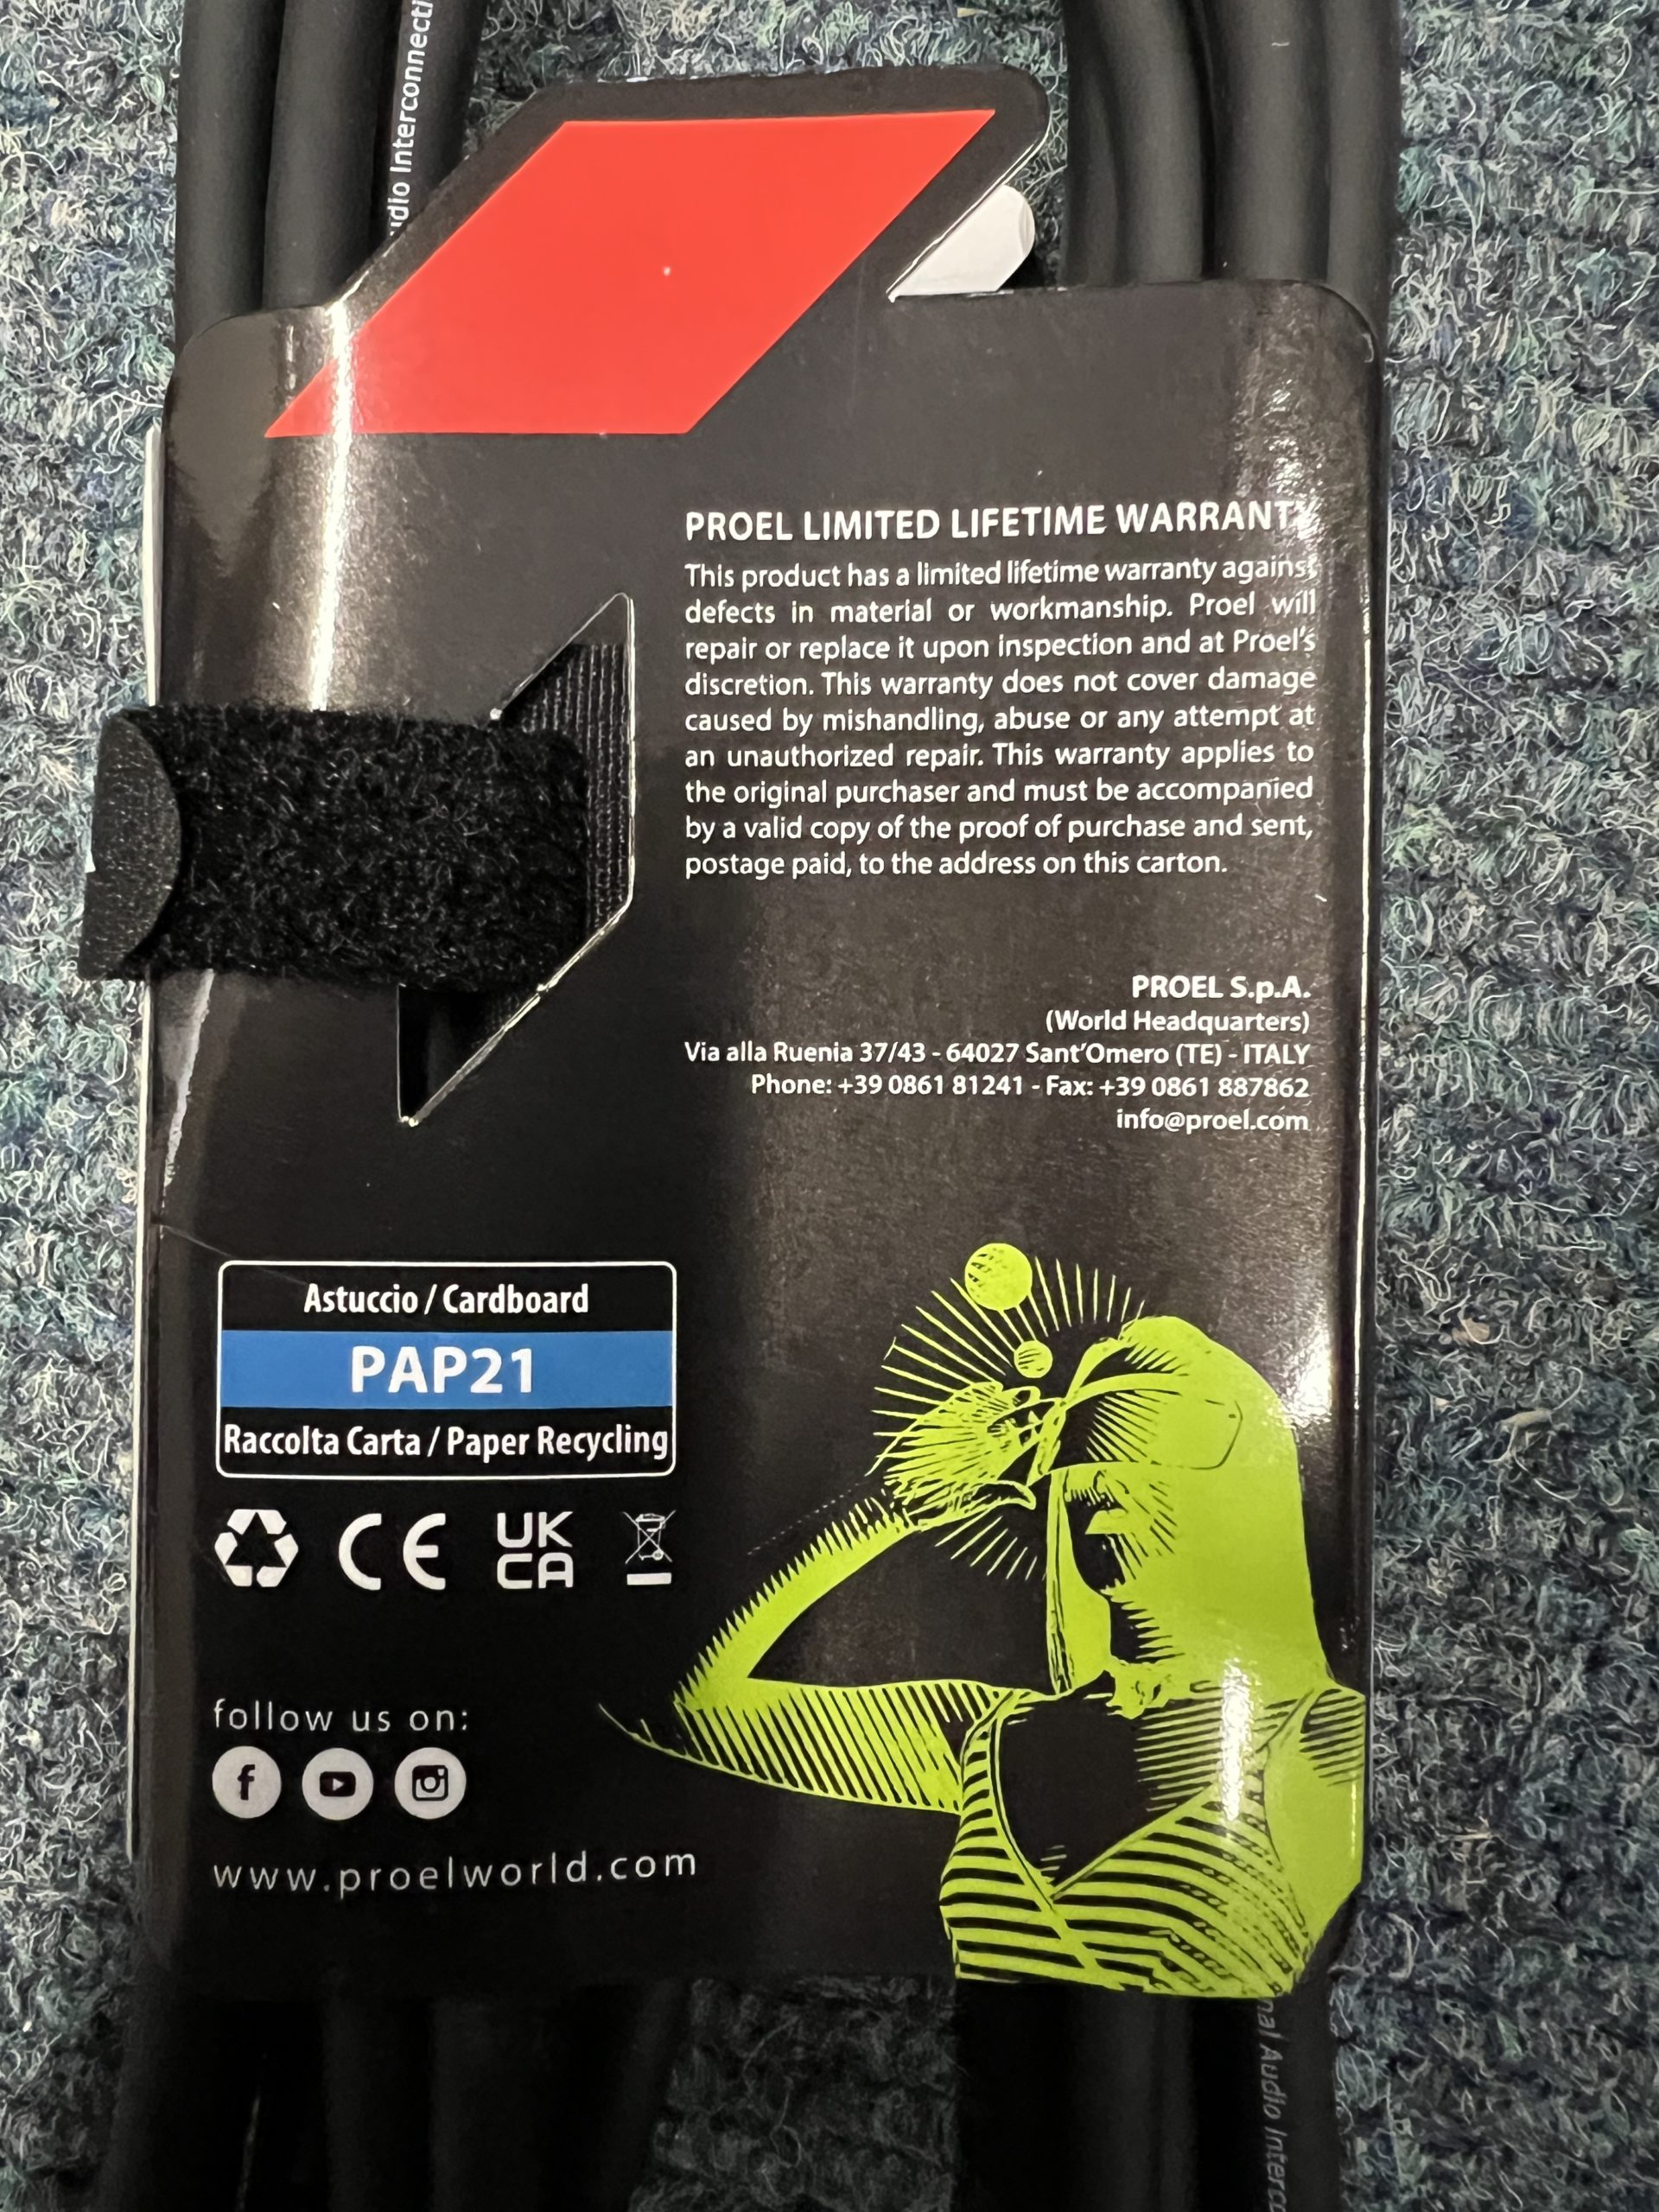 udio Interconnecti
PROEL LIMITED LIFETIME WARRANTY
This product has a limited lifetime warranty against
defects in material or workmanship. Proel will
repair or replace it upon inspection and at Proel's
discretion. This warranty does not cover damage
caused by mishandling, abuse or any attempt at
an unauthorized repair. This warranty applies to
the original purchaser and must be accompanied
by a valid copy of the proof of purchase and sent,
postage paid, to the address on this carton.
PROEL S.p.A.
(World Headquarters)
Via alla Ruenia 37/43 - 64027 Sant'Omero (TE) - ITALY
Phone: +39 0861 81241 - Fax: +39 0861 887862
info@proel.com
Astuccio / Cardboard
PAP21
Raccolta Carta / Paper Recycling
CE
UK
CA
follow us on:
www.proelworld.com
nal Audio Interco